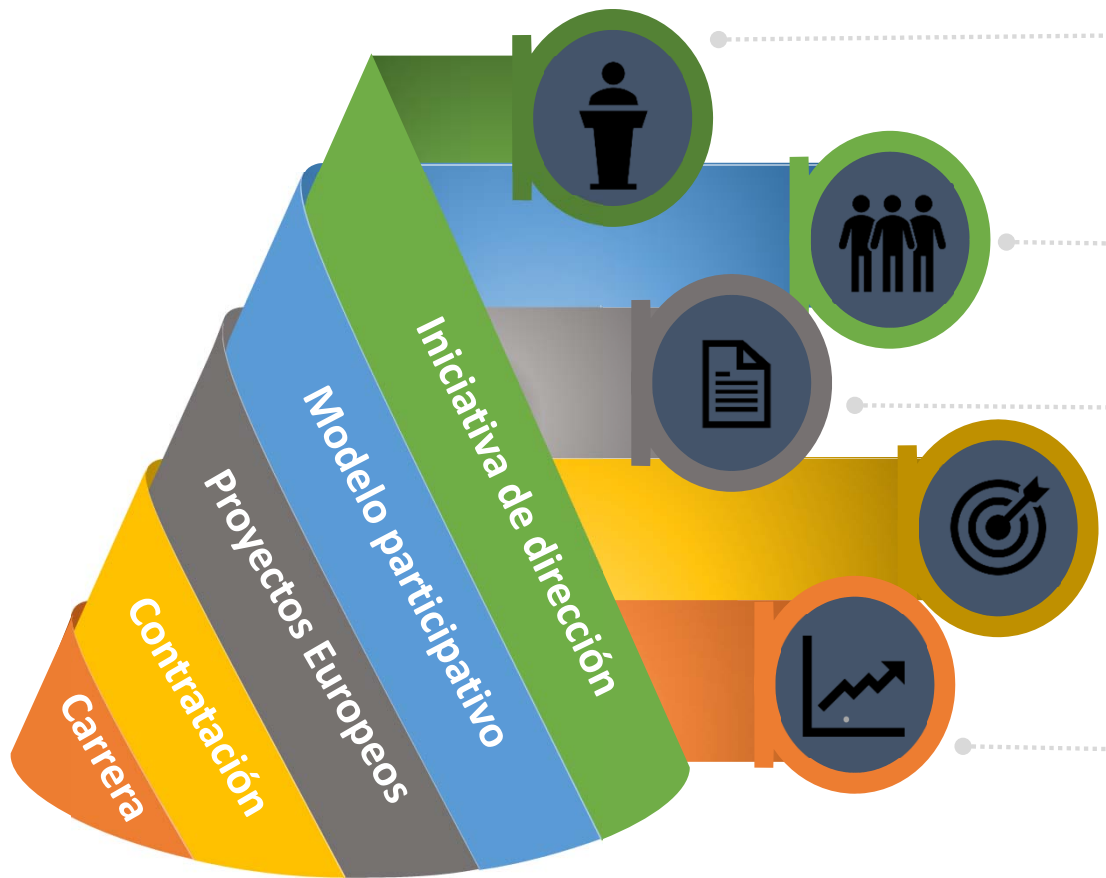 Iniciativa de dirección
Modelo participativo
Proyectos Europeos
Contratación
Carrera